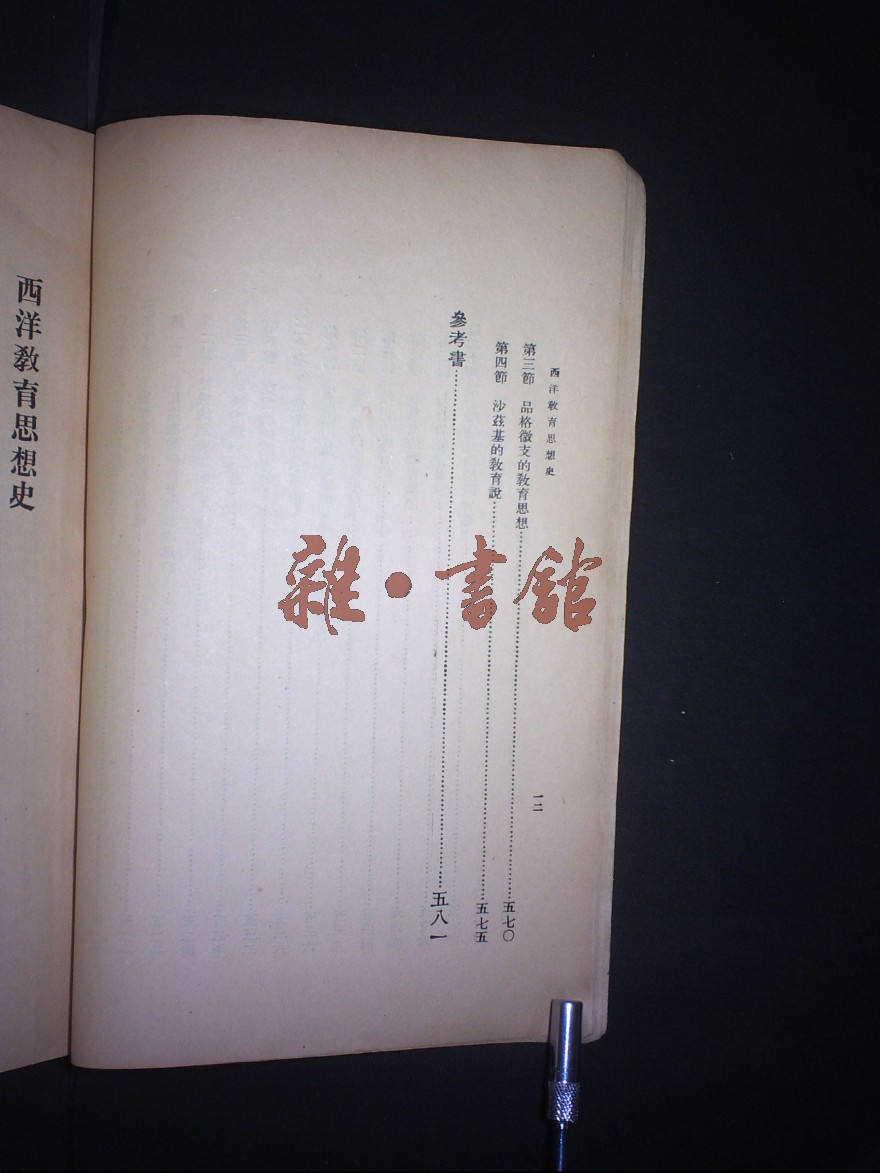 西洋教育思想史
一二
第三節　品格徵支的教育思想……五七〇
第四節　沙茲基的教育說……五七五
參考書……五八一
西洋教育思想史
雜・書館